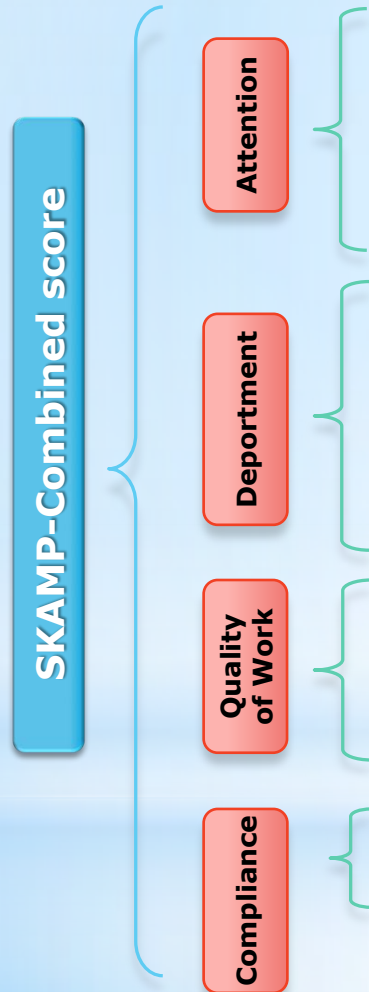 SKAMP-Combined score
Attention
Deportment
Quality
of Work
Compliance